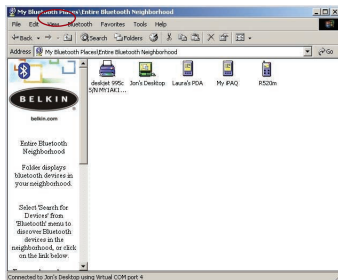 My Bluetooth Places\Entire Bluetooth Neighborhood
File Edit View Bluetooth Favorites Tools Help
Back Search Folders
Address My Bluetooth Places\Entire Bluetooth Neighborhood Go
deskjet 995c
S/N MY1AK1...
Jon's Desktop
Laura's PDA
My iPAQ
R520m
BELKIN
belkin.com
Entire Bluetooth
Neighborhood
Folder displays
bluetooth devices in
your neighborhood.
Select 'Search for
Devices' from
'Bluetooth' menu to
discover Bluetooth
devices in the
neighborhood, or click
on the link below.
Connected to Jon's Desktop using Virtual COM port 4